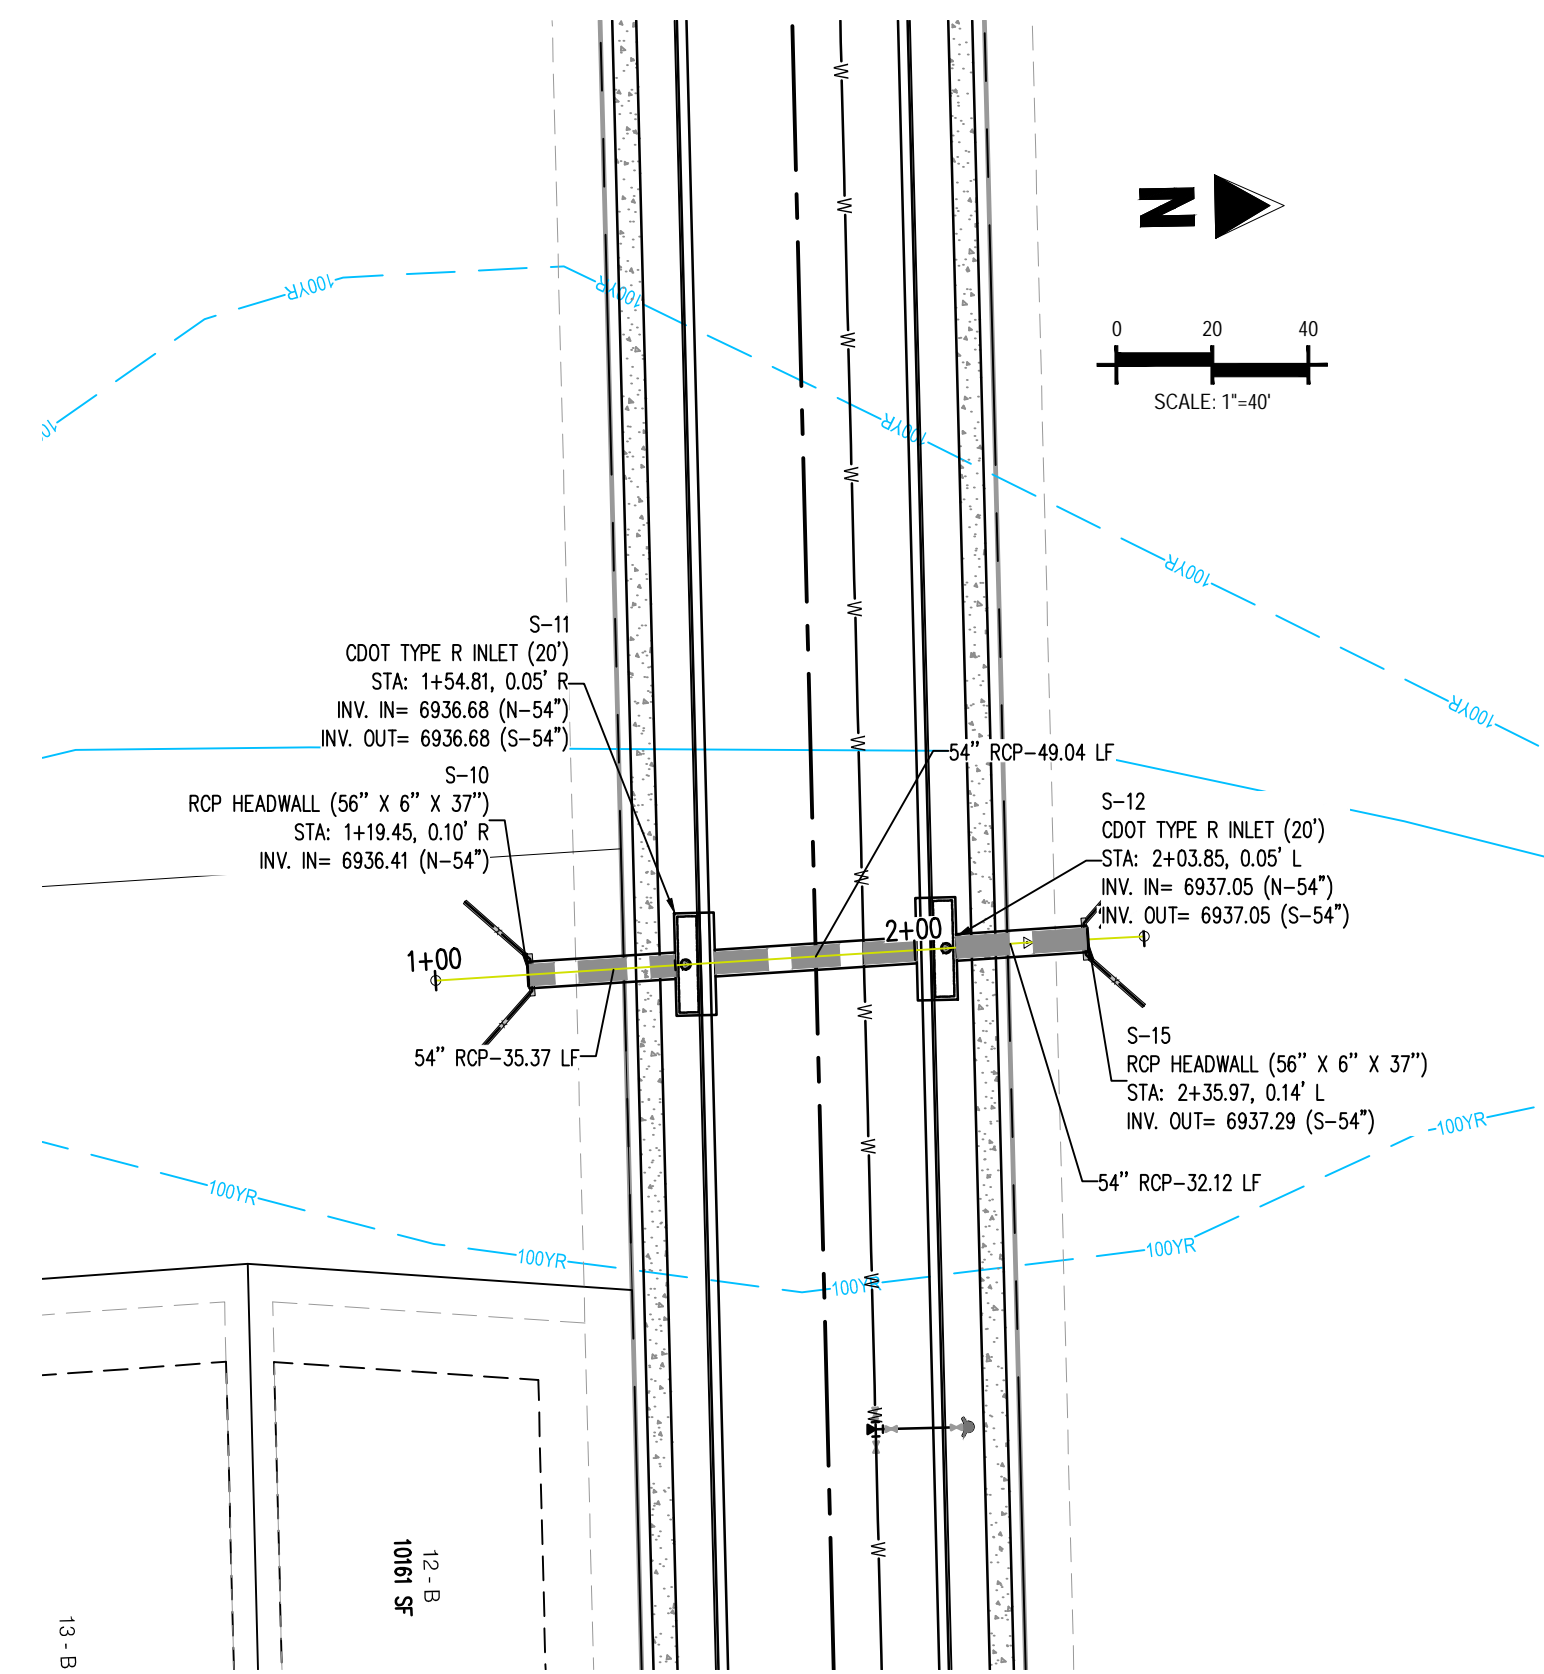 N
0 20 40
SCALE: 1"=40'
100YR
100YR
100YR
100YR
100YR
S-11
CDOT TYPE R INLET (20')
STA: 1+54.81, 0.05' R
INV. IN= 6936.68 (N-54")
INV. OUT= 6936.68 (S-54")
S-10
RCP HEADWALL (56" X 6" X 37")
STA: 1+19.45, 0.10' R
INV. IN= 6936.41 (N-54")
54" RCP-49.04 LF
S-12
CDOT TYPE R INLET (20')
STA: 2+03.85, 0.05' L
INV. IN= 6937.05 (N-54")
INV. OUT= 6937.05 (S-54")
1+00
2+00
54" RCP-35.37 LF
S-15
RCP HEADWALL (56" X 6" X 37")
STA: 2+35.97, 0.14' L
INV. OUT= 6937.29 (S-54")
54" RCP-32.12 LF
100YR
100YR
100YR
100YR
100YR
W
W
W
W
W
W
W
W
W
W
W
W
12-B
10161 SF
13-B